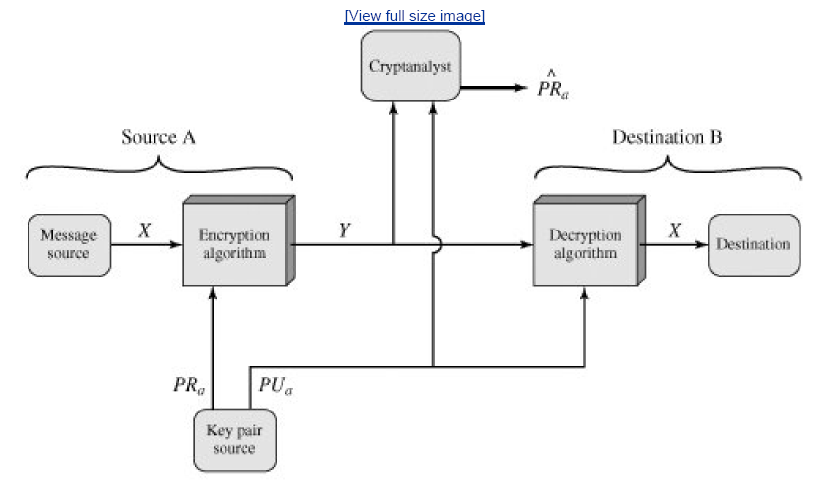 [View full size image]
Cryptanalyst
^
PRa
Source A
Destination B
Message
source
X
Encryption
algorithm
Y
Decryption
algorithm
X
Destination
PRa
PUa
Key pair
source